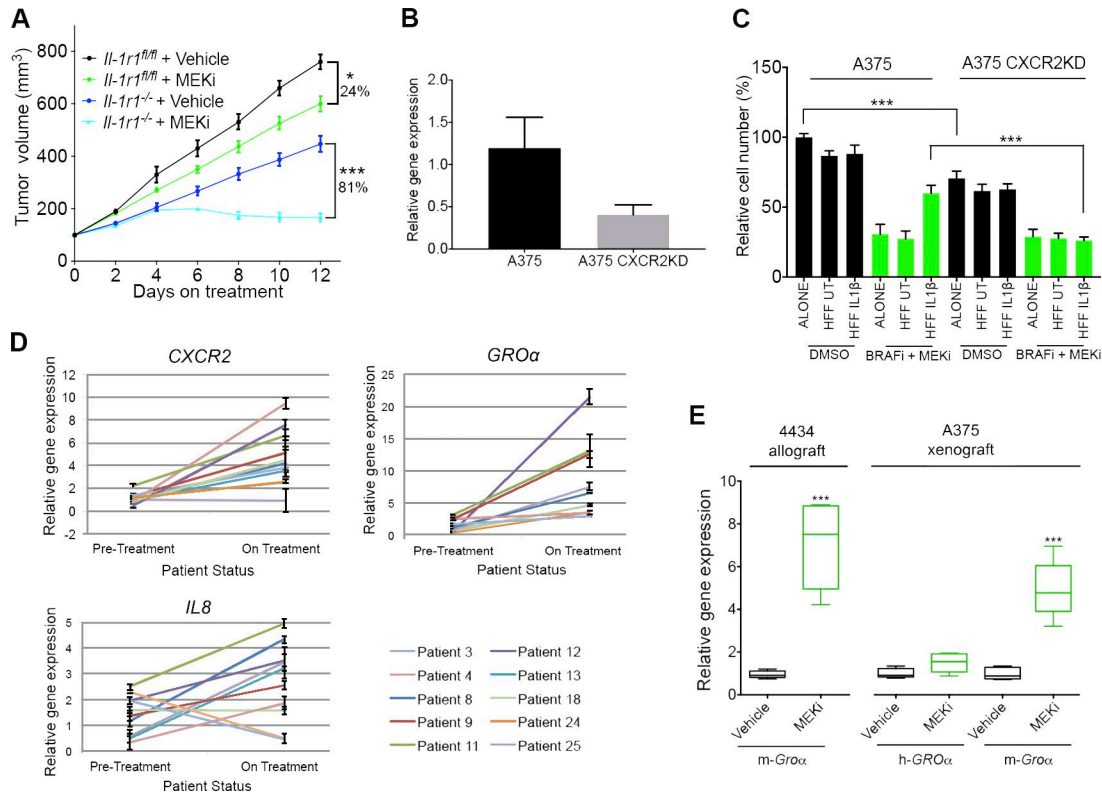 A
Il-1r1fl/fl + Vehicle
Il-1r1fl/fl + MEKi
Il-1r1-/- + Vehicle
Il-1r1-/- + MEKi
Tumor volume (mm3)
800
600
400
200
0
0 2 4 6 8 10 12
Days on treatment
*
24%
***
81%
B
Relative gene expression
2.0
1.5
1.0
0.5
0.0
A375 A375 CXCR2KD
C
A375 A375 CXCR2KD
Relative cell number (%)
150
100
50
0
*** ***
ALONE HFF UT HFF IL1β ALONE HFF UT HFF IL1β ALONE HFF UT HFF IL1β ALONE HFF UT HFF IL1β
DMSO BRAFi + MEKi DMSO BRAFi + MEKi
D
CXCR2
Relative gene expression
12
10
8
6
4
2
0
-2
Pre-Treatment On Treatment
Patient Status
GROα
Relative gene expression
25
20
15
10
5
0
Pre-Treatment On Treatment
Patient Status
IL8
Relative gene expression
5
4
3
2
1
0
Pre-Treatment On Treatment
Patient Status
Patient 3 Patient 12
Patient 4 Patient 13
Patient 8 Patient 18
Patient 9 Patient 24
Patient 11 Patient 25
E
4434
allograft
A375
xenograft
Relative gene expression
10
8
6
4
2
0
*** ***
Vehicle MEKi Vehicle MEKi Vehicle MEKi
m-Groα h-GROα m-Groα